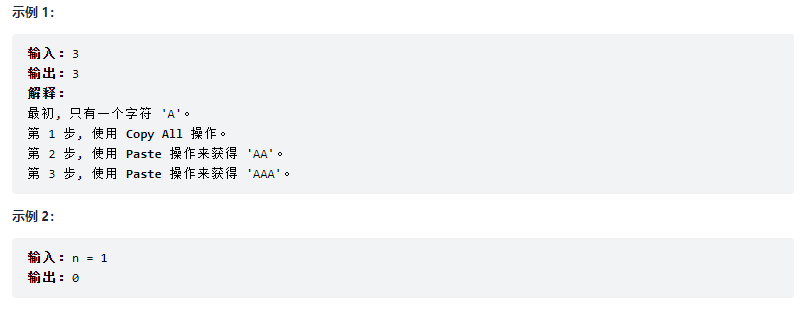 示例 1：
输入：3
输出：3
解释：
最初, 只有一个字符 'A'。
第 1 步, 使用 Copy All 操作。
第 2 步, 使用 Paste 操作来获得 'AA'。
第 3 步, 使用 Paste 操作来获得 'AAA'。
示例 2：
输入：n = 1
输出：0